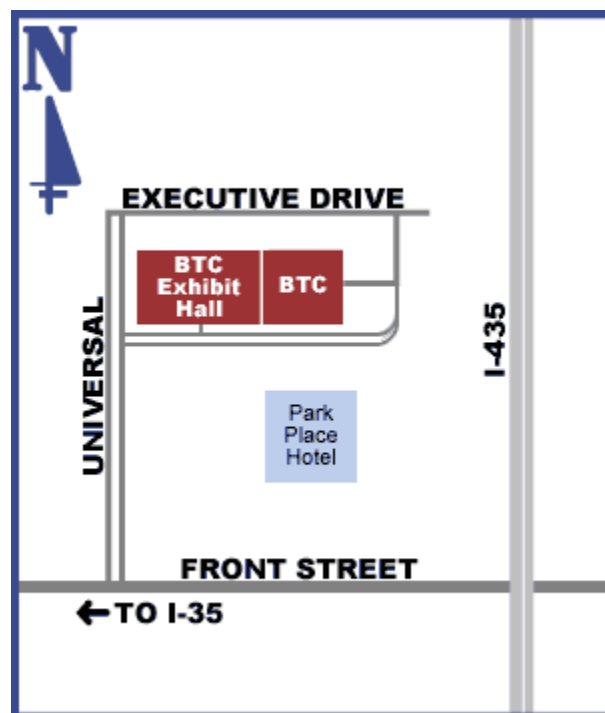 N
EXECUTIVE DRIVE
BTC
Exhibit
Hall
BTC
UNIVERSAL
I-435
Park
Place
Hotel
FRONT STREET
←TO I-35